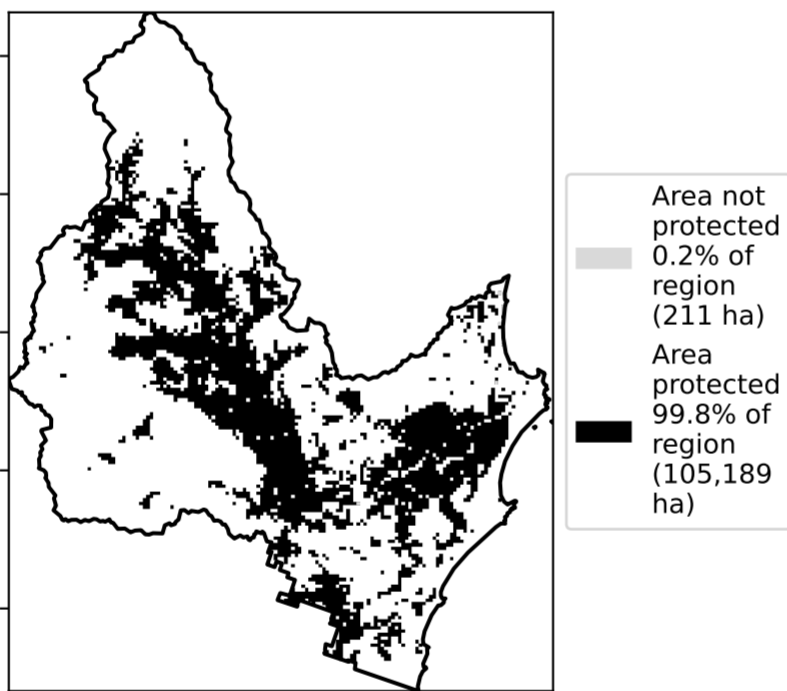 Area not
protected
0.2% of
region
(211 ha)
Area
protected
99.8% of
region
(105,189
ha)